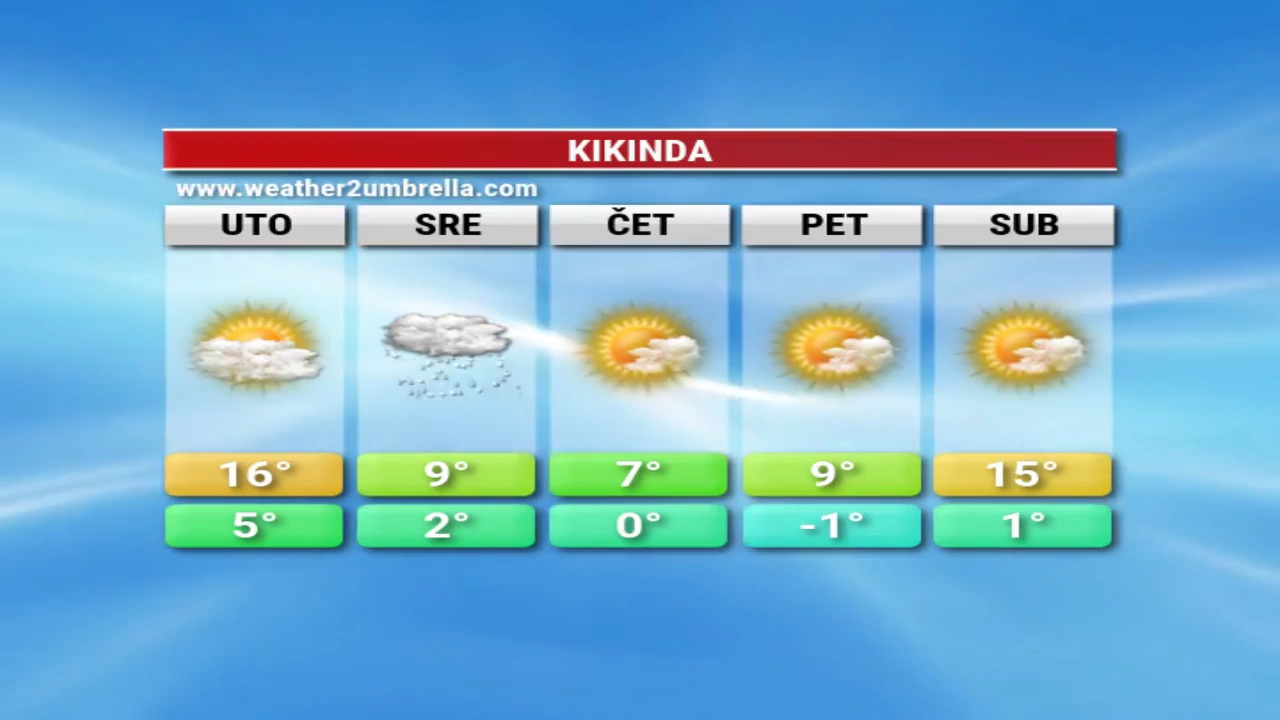 KIKINDA
www.weather2umbrella.com
UTO SRE ČET PET SUB
16° 9° 7° 9° 15°
5° 2° 0° -1° 1°